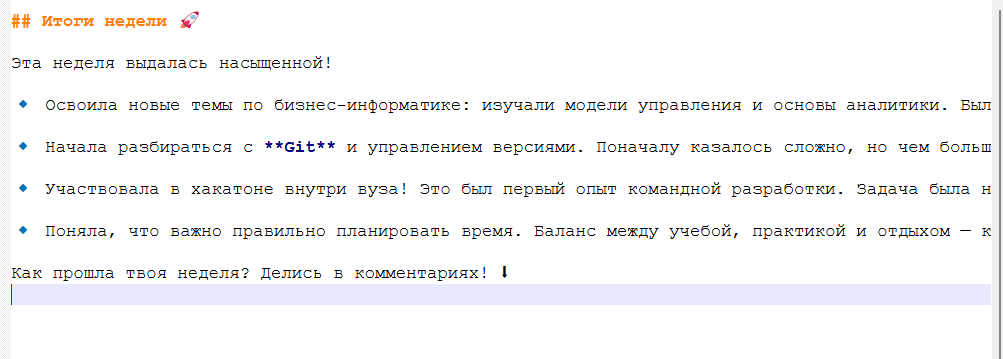 ## Итоги недели 🚀
Эта неделя выдалась насыщенной!
🔹 Освоила новые темы по бизнес-информатике: изучали модели управления и основы аналитики.
🔹 Начала разбираться с **Git** и управлением версиями. Поначалу казалось сложно, но чем
🔹 Участвовала в хакатоне внутри вуза! Это был первый опыт командной разработки. Задача была
🔹 Поняла, что важно правильно планировать время. Баланс между учебой, практикой и отдыхом —
Как прошла твоя неделя? Делись в комментариях! ⬇